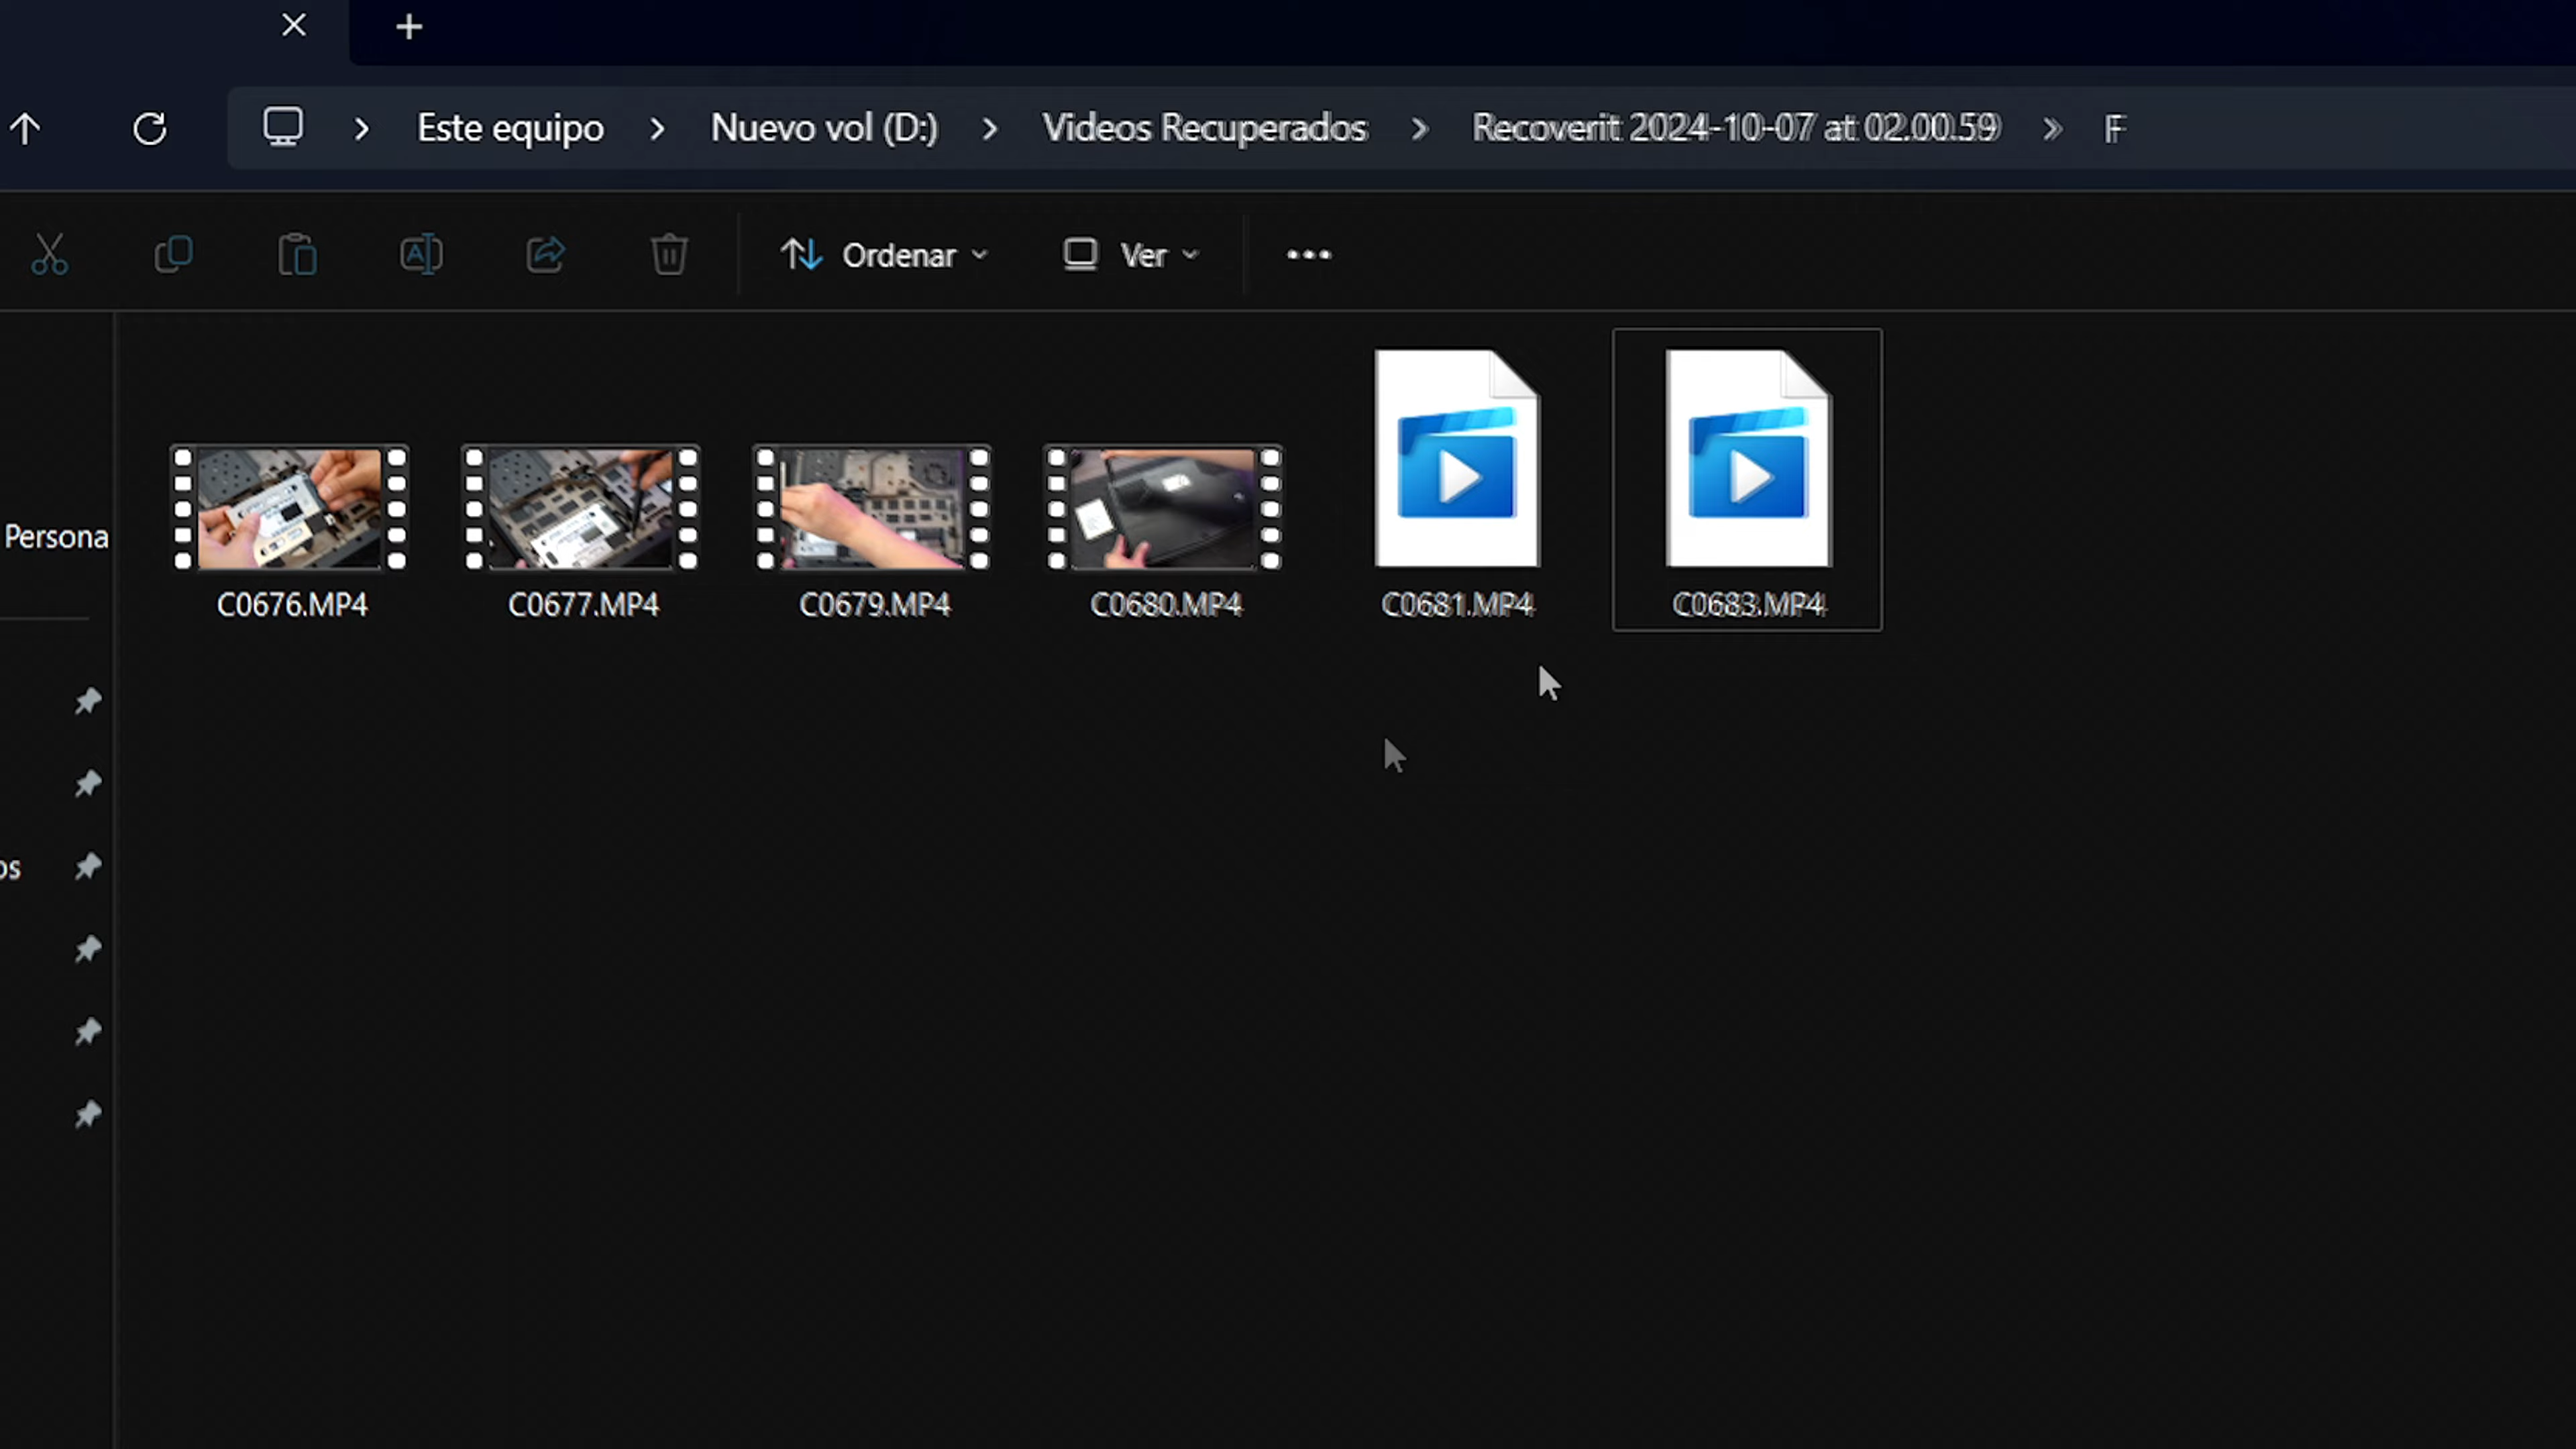 Este equipo > Nuevo vol (D:) > Videos Recuperados > Recoverit 2024-10-07 at 02.00.59 » F
Ordenar Ver
Persona
C0676.MP4 C0677.MP4 C0679.MP4 C0680.MP4 C0681.MP4 C0683.MP4
os